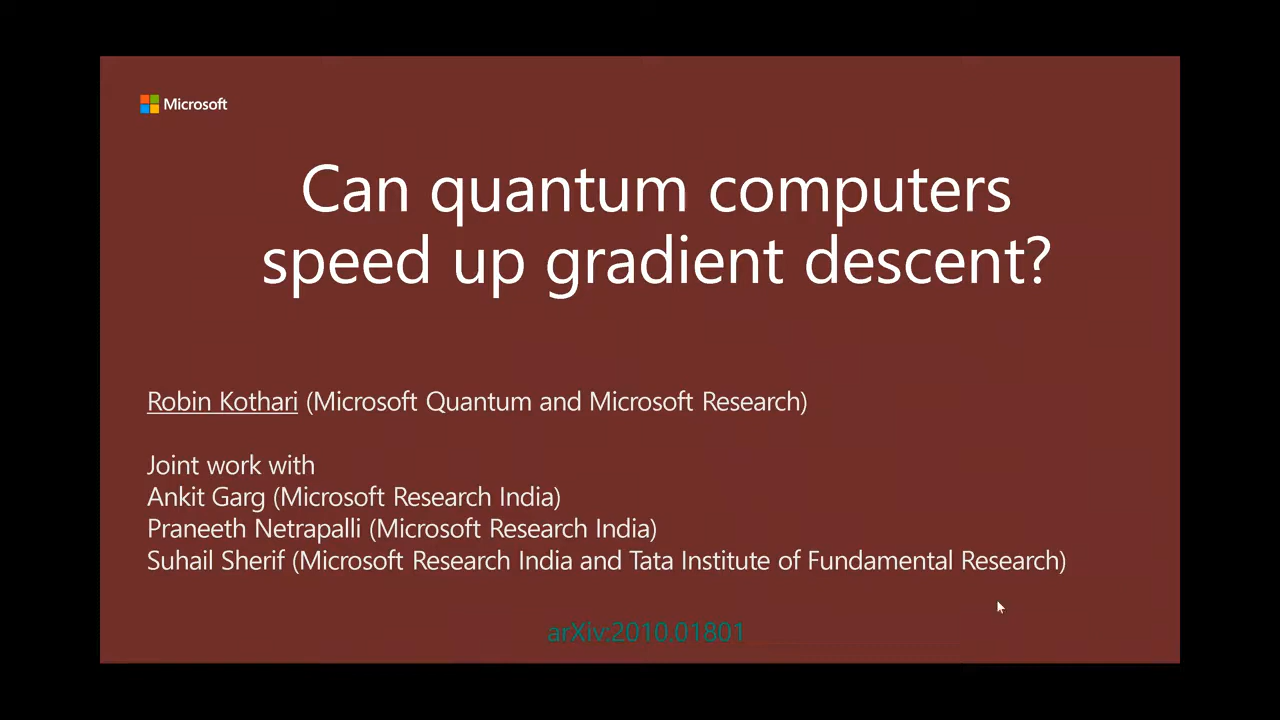 Microsoft
Can quantum computers
speed up gradient descent?
Robin Kothari (Microsoft Quantum and Microsoft Research)
Joint work with
Ankit Garg (Microsoft Research India)
Praneeth Netrapalli (Microsoft Research India)
Suhail Sherif (Microsoft Research India and Tata Institute of Fundamental Research)
arXiv:2010.01801